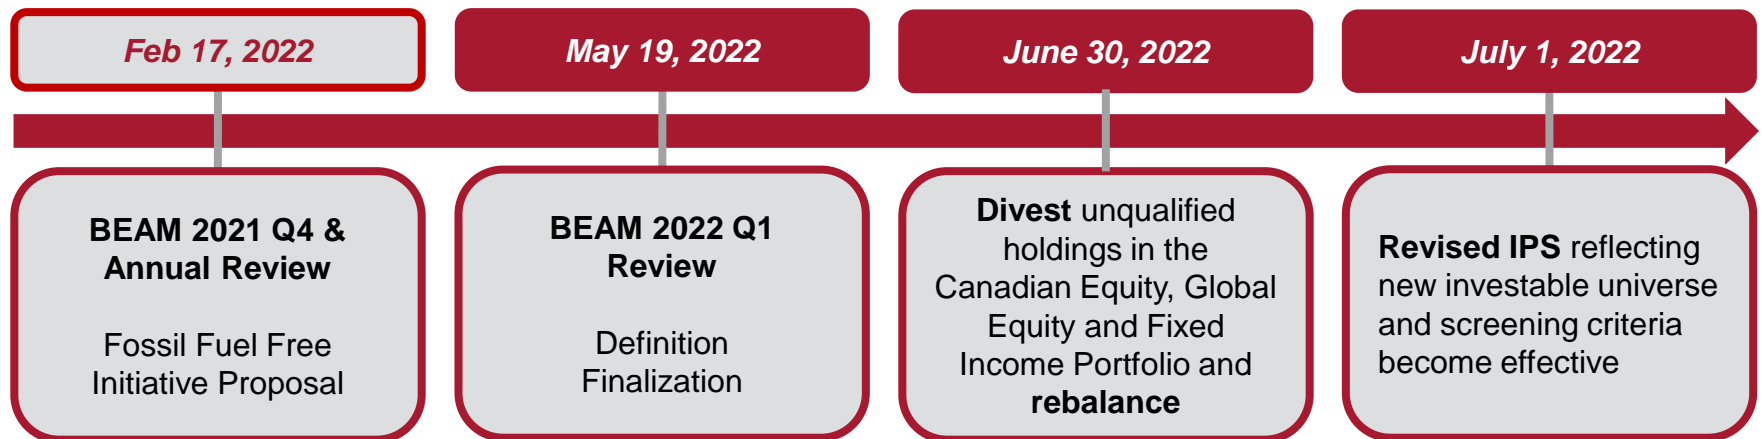 Feb 17, 2022
May 19, 2022
June 30, 2022
July 1, 2022
BEAM 2021 Q4 &
Annual Review
Fossil Fuel Free
Initiative Proposal
BEAM 2022 Q1
Review
Definition
Finalization
Divest unqualified
holdings in the
Canadian Equity, Global
Equity and Fixed
Income Portfolio and
rebalance
Revised IPS reflecting
new investable universe
and screening criteria
become effective